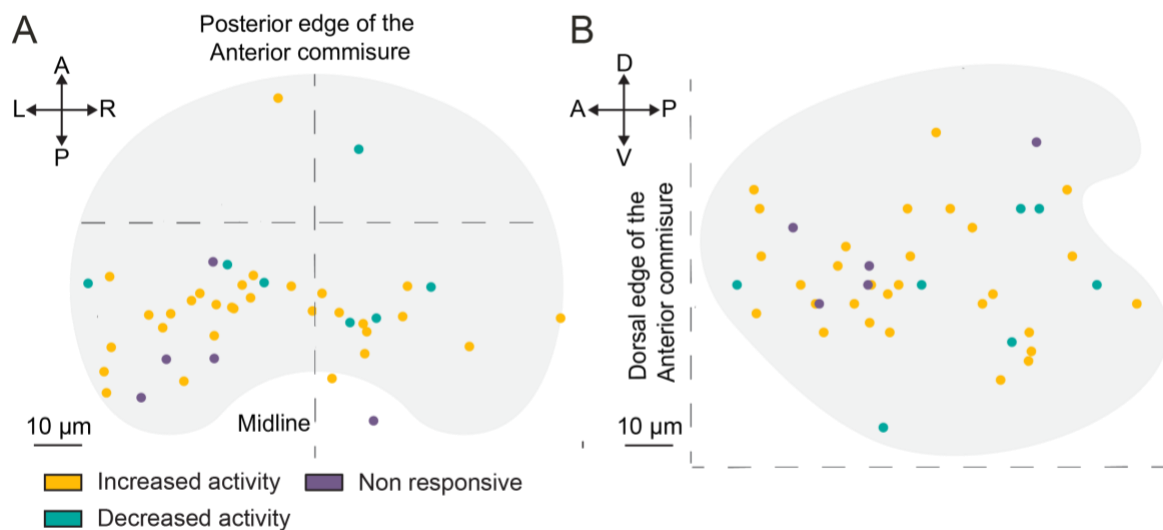 A
Posterior edge of the
Anterior commisure
A
L
R
P
Midline
10 µm
Increased activity
Non responsive
Decreased activity
B
D
A
P
V
Dorsal edge of the
Anterior commisure
10 µm